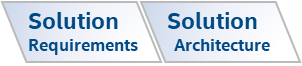 Solution
Requirements
Solution
Architecture